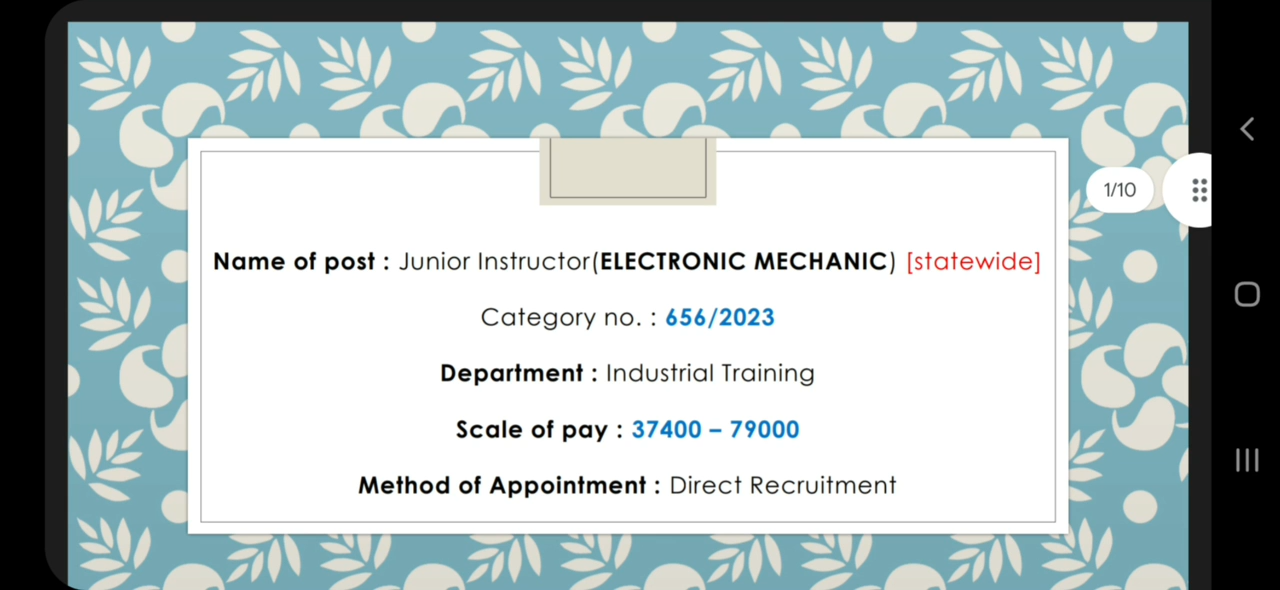 1/10
Name of post : Junior Instructor(ELECTRONIC MECHANIC) [statewide]
Category no. : 656/2023
Department : Industrial Training
Scale of pay : 37400 – 79000
Method of Appointment : Direct Recruitment